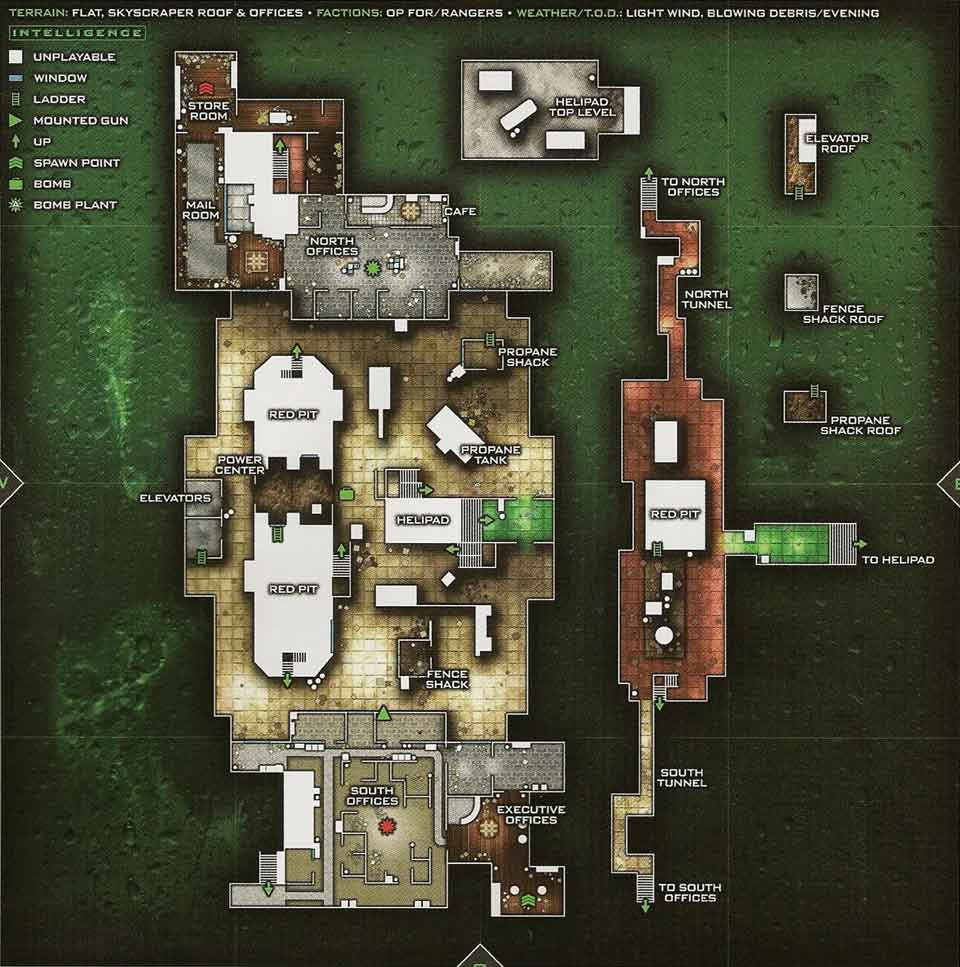 TERRAIN: FLAT, SKYSCRAPER ROOF & OFFICES • FACTIONS: OP FOR/RANGERS • WEATHER/T.O.D.: LIGHT WIND, BLOWING DEBRIS/EVENING
INTELLIGENCE
UNPLAYABLE
WINDOW
LADDER
MOUNTED GUN
UP
SPAWN POINT
BOMB
BOMB PLANT
STORE
ROOM
HELIPAD
TOP LEVEL
ELEVATOR
ROOF
MAIL
ROOM
CAFE
NORTH
OFFICES
TO NORTH
OFFICES
NORTH
TUNNEL
FENCE
SHACK ROOF
PROPANE
SHACK
PROPANE
SHACK ROOF
RED PIT
PROPANE
TANK
POWER
CENTER
ELEVATORS
HELIPAD
RED PIT
TO HELIPAD
RED PIT
FENCE
SHACK
SOUTH
OFFICES
EXECUTIVE
OFFICES
SOUTH
TUNNEL
TO SOUTH
OFFICES